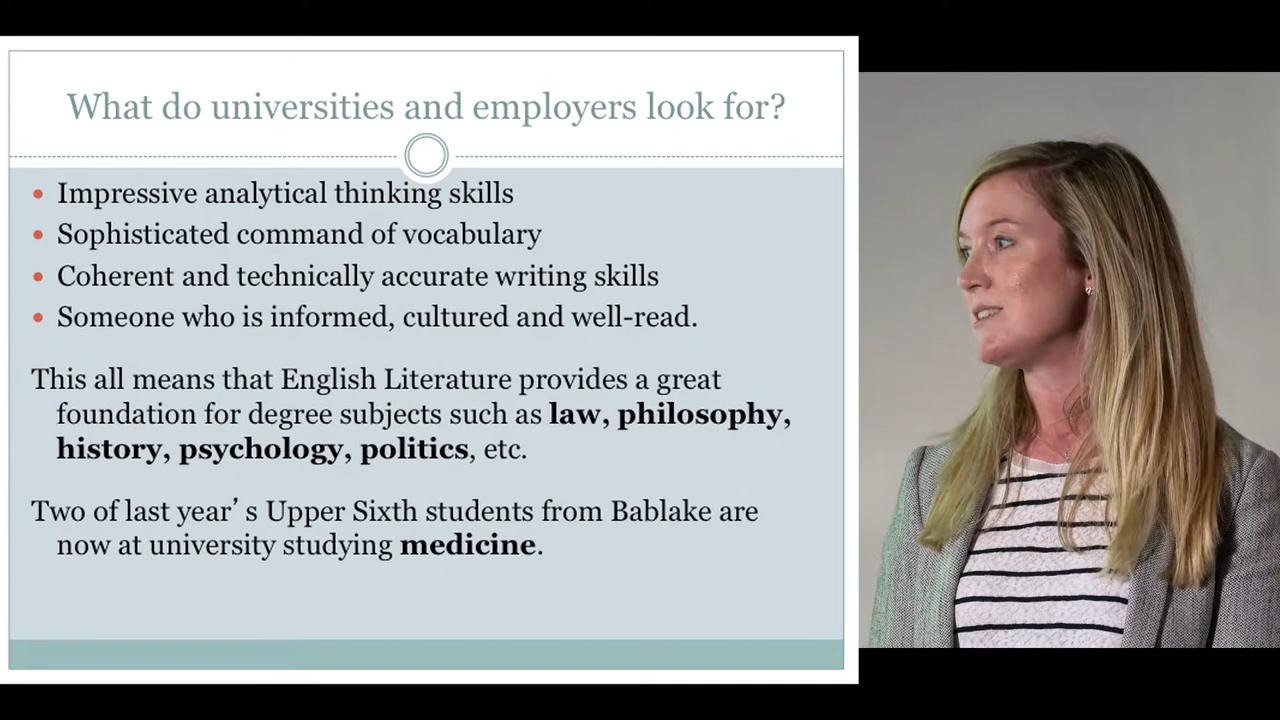 What do universities and employers look for?
Impressive analytical thinking skills
Sophisticated command of vocabulary
Coherent and technically accurate writing skills
Someone who is informed, cultured and well-read.
This all means that English Literature provides a great
foundation for degree subjects such as law, philosophy,
history, psychology, politics, etc.
Two of last year’ s Upper Sixth students from Bablake are
now at university studying medicine.